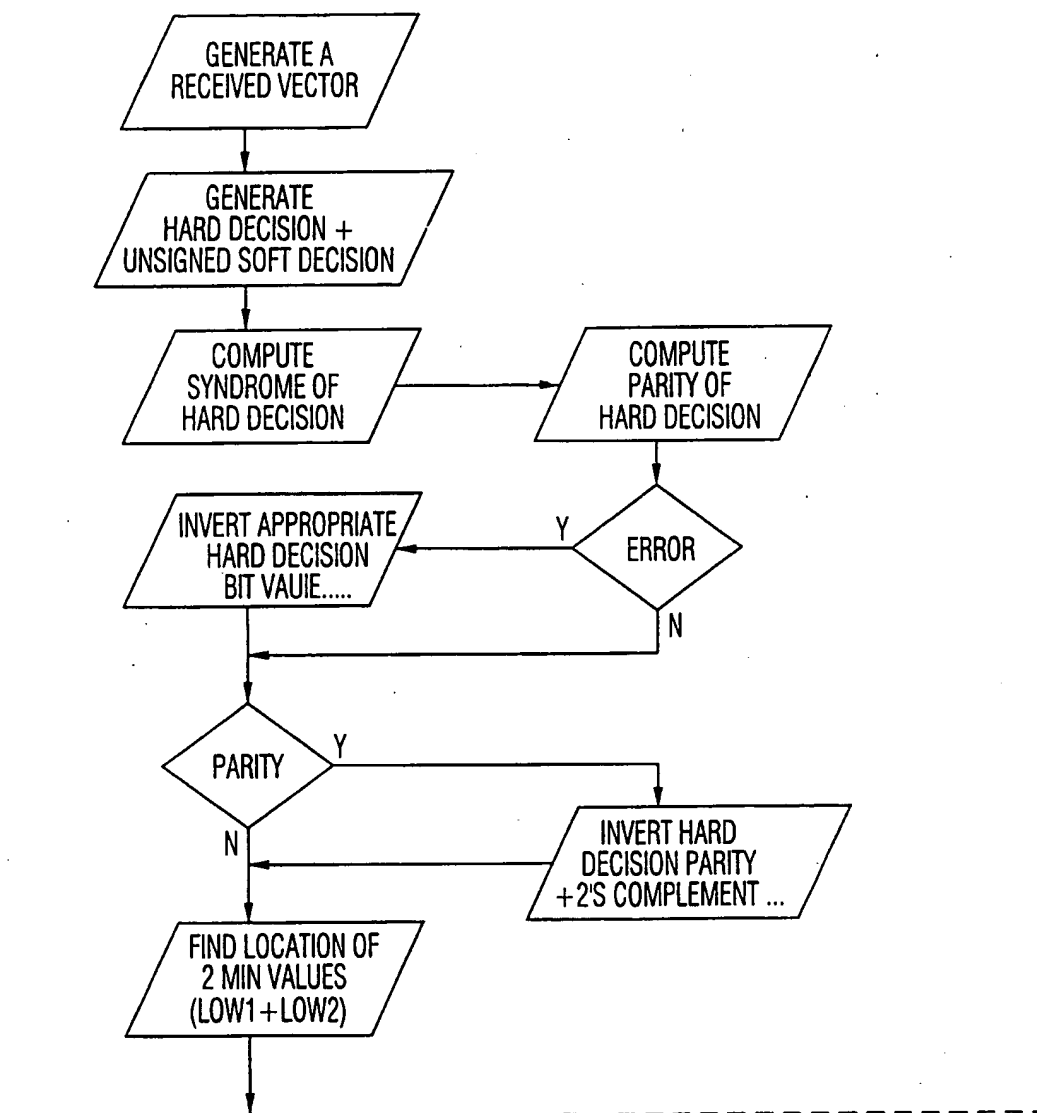 GENERATE A
RECEIVED VECTOR
GENERATE
HARD DECISION +
UNSIGNED SOFT DECISION
COMPUTE
SYNDROME OF
HARD DECISION
COMPUTE
PARITY OF
HARD DECISION
ERROR
Y
N
INVERT APPROPRIATE
HARD DECISION
BIT VAUIE.....
PARITY
Y
N
INVERT HARD
DECISION PARITY
+2'S COMPLEMENT ...
FIND LOCATION OF
2 MIN VALUES
(LOW1+LOW2)